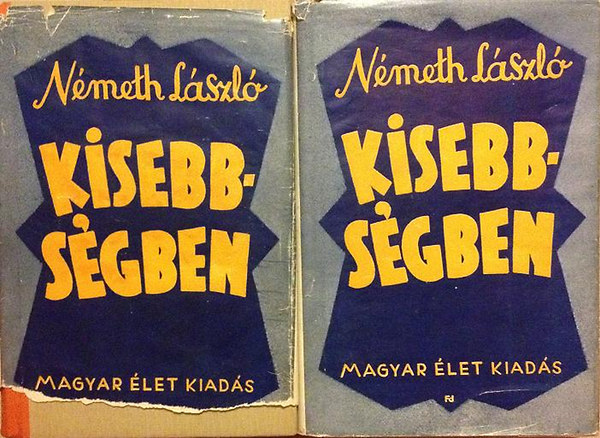 Németh László
KISEBB-
SÉGBEN
MAGYAR ÉLET KIADÁS
Németh László
KISEBB-
SÉGBEN
MAGYAR ÉLET KIADÁS